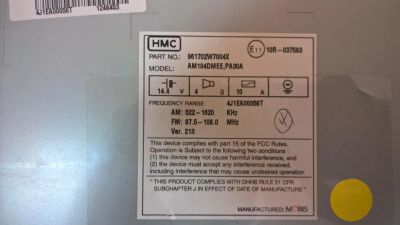 4J1EA00056T 1248453
HMC
E11 10R-037583
PART NO.: 961702W7004X
MODEL: AM104DMEE,PA30A
14.4 V 4 Ω 10 A
FREQUENCY RANGE 4J1EA00056T
AM: 522-1620 KHz
FM: 87.5-108.0 MHz
Ver. 213
This device complies with part 15 of the FCC Rules.
Operation is Subject to the following two conditions :
(1) this device may not cause harmful interference, and
(2) this device must accept any interference received,
including interference that may cause undesired
operation.
* THIS PRODUCT COMPLIES WITH DHHS RULE 21 CFR
SUBCHAPTER J IN EFFECT DATE OF MANUFACTURE"
MANUFACTURED: MOBIS